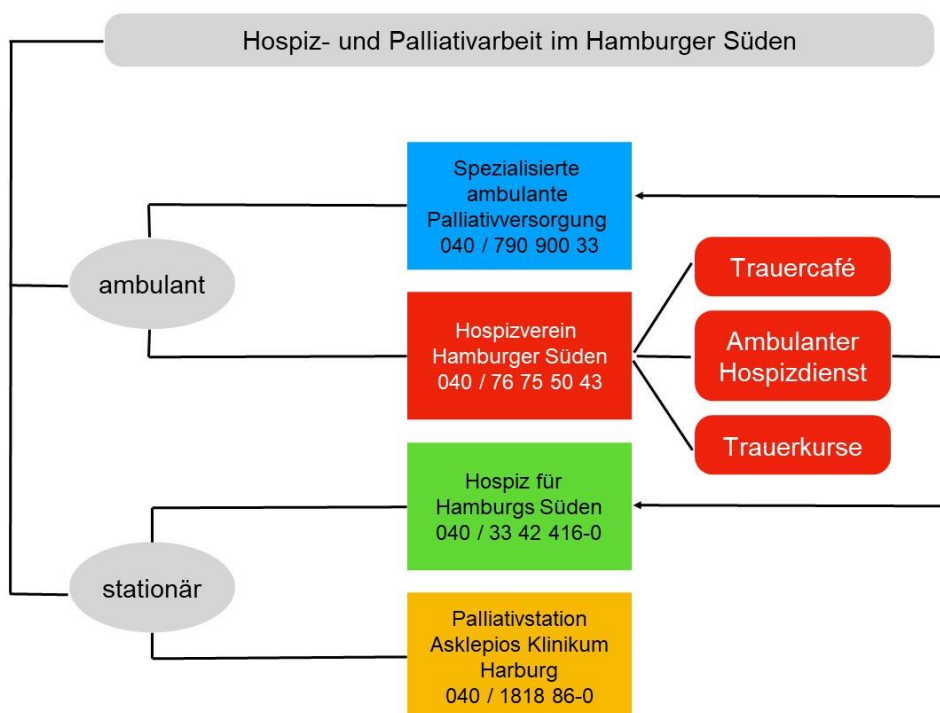 Hospiz- und Palliativarbeit im Hamburger Süden
Spezialisierte
ambulante
Palliativversorgung
040 / 790 900 33
ambulant
Hospizverein
Hamburger Süden
040 / 76 75 50 43
Trauercafé
Ambulanter
Hospizdienst
Trauerkurse
Hospiz für
Hamburgs Süden
040 / 33 42 416-0
stationär
Palliativstation
Asklepios Klinikum
Harburg
040 / 1818 86-0